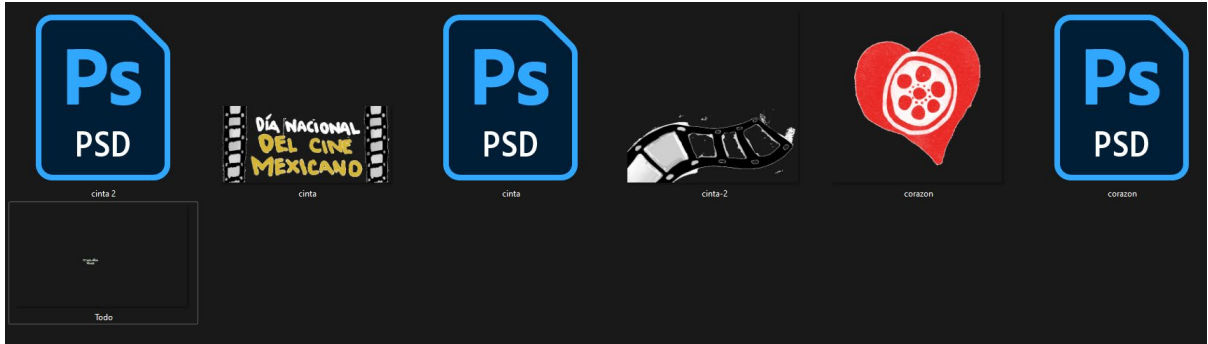 Ps
PSD
cinta 2
DÍA NACIONAL
DEL CINE
MEXICANO
cinta
Ps
PSD
cinta
cinta-2
corazon
Ps
PSD
corazon
Todo